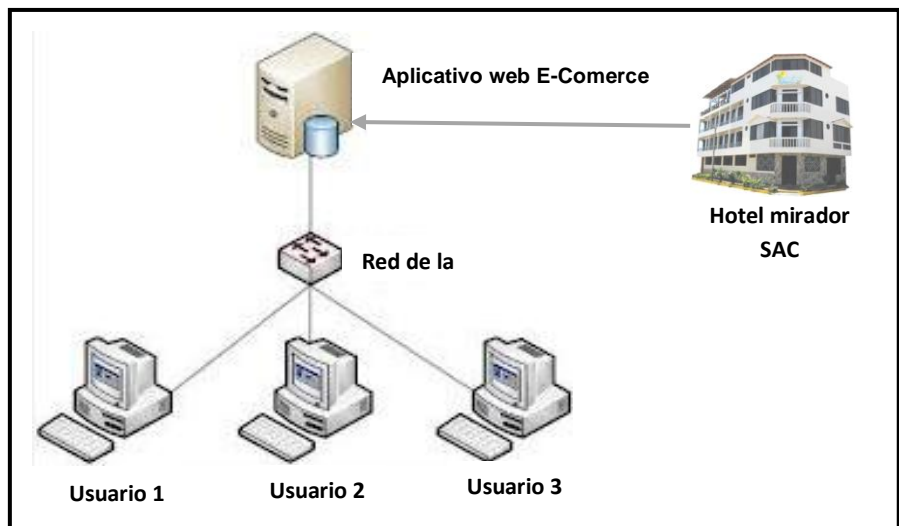 Aplicativo web E-Comerce
Hotel mirador
SAC
Red de la
Usuario 1
Usuario 2
Usuario 3